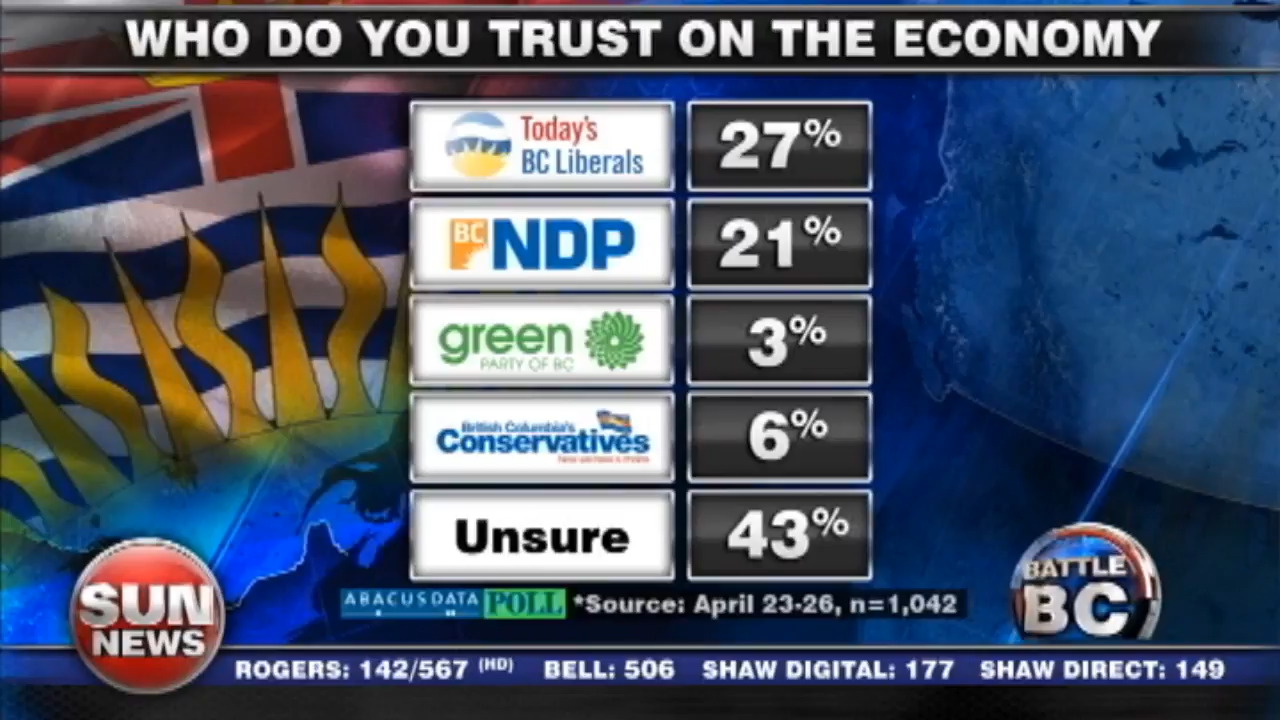 WHO DO YOU TRUST ON THE ECONOMY
Today's
BC Liberals
27%
BC NDP
21%
green
PARTY OF BC
3%
British Columbia's
Conservatives
6%
Unsure
43%
ABACUS DATA POLL *Source: April 23-26, n=1,042
SUN
NEWS
BATTLE
BC
ROGERS: 142/567 (HD) BELL: 506 SHAW DIGITAL: 177 SHAW DIRECT: 149